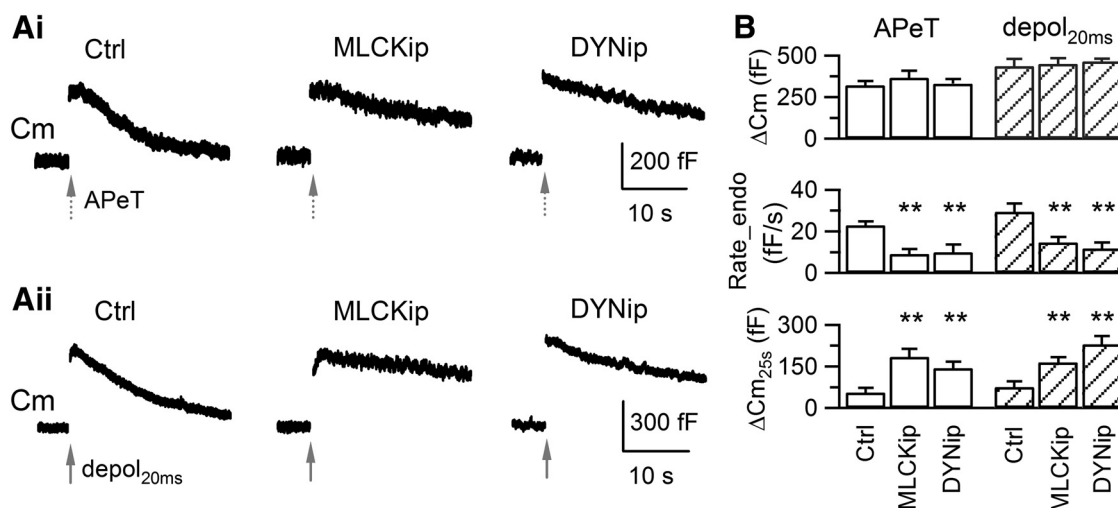 Ai
Ctrl
MLCKip
DYNip
Cm
APeT
200 fF
10 s
Aii
Ctrl
MLCKip
DYNip
Cm
depol20ms
300 fF
10 s
B
APeT
depol20ms
ΔCm (fF)
500
250
0
Rate_endo
(fF/s)
40
20
0
** **
** **
ΔCm25s (fF)
300
150
0
** **
** **
Ctrl
MLCKip
DYNip
Ctrl
MLCKip
DYNip